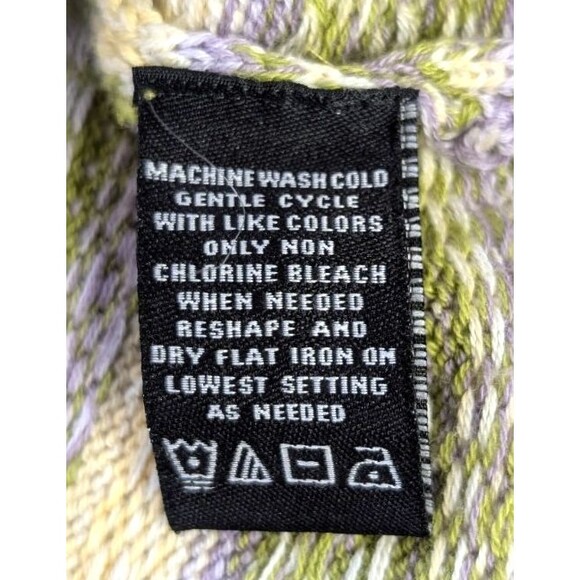 MACHINE WASH COLD
GENTLE CYCLE
WITH LIKE COLORS
ONLY NON
CHLORINE BLEACH
WHEN NEEDED
RESHAPE AND
DRY FLAT IRON ON
LOWEST SETTING
AS NEEDED